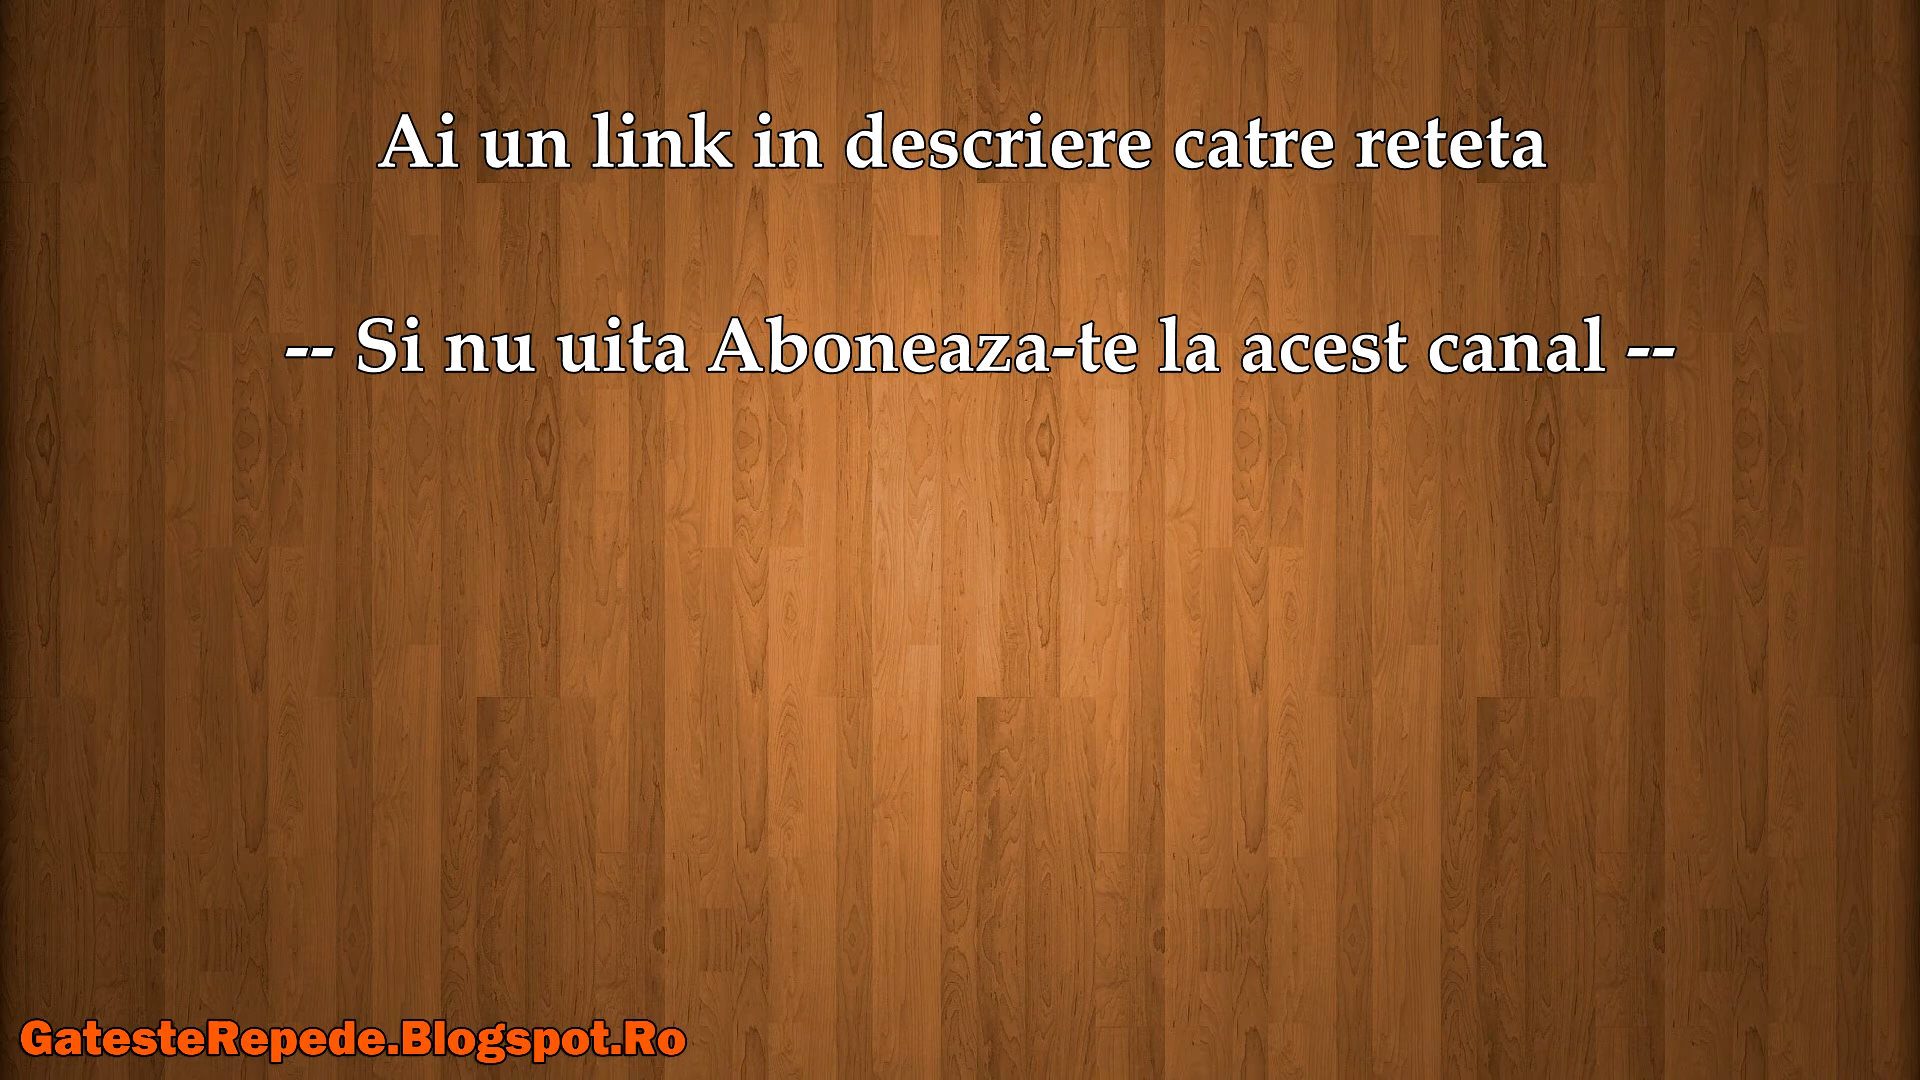 Ai un link in descriere catre reteta
-- Si nu uita Aboneaza-te la acest canal --
GatesteRepede.Blogspot.Ro